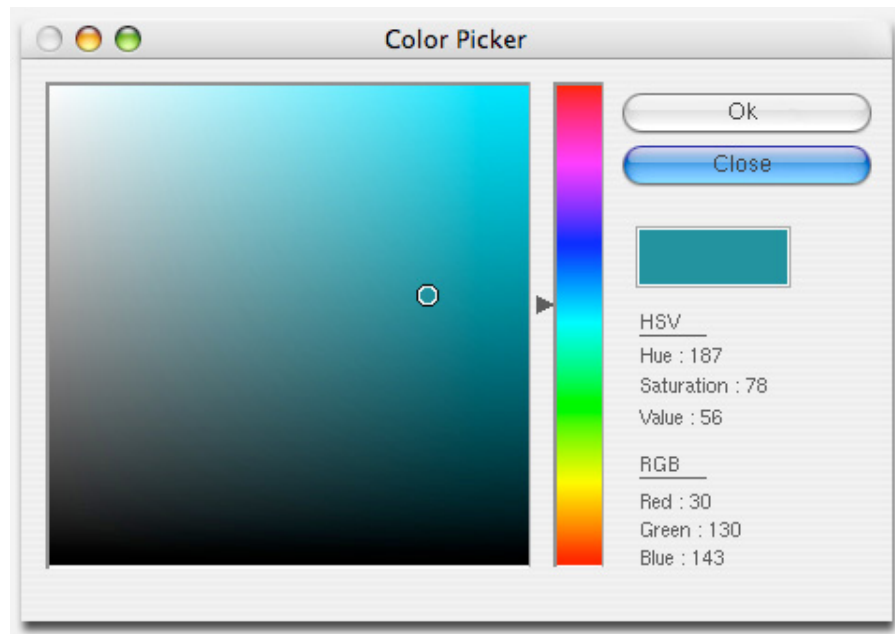 Color Picker
Ok
Close
HSV
Hue : 187
Saturation : 78
Value : 56
RGB
Red : 30
Green : 130
Blue : 143